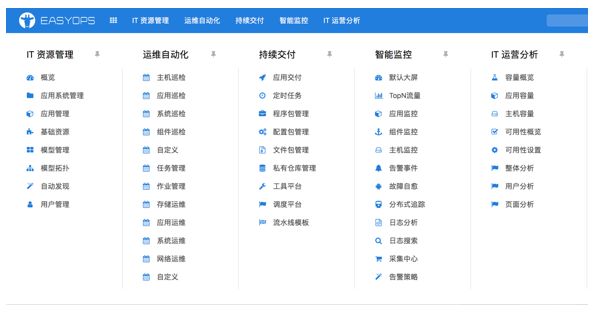 EASYOPS
IT 资源管理 运维自动化 持续交付 智能监控 IT 运营分析
IT 资源管理
概览
应用系统管理
应用管理
基础资源
模型管理
模型拓扑
自动发现
用户管理
运维自动化
主机巡检
应用巡检
系统巡检
组件巡检
自定义
任务管理
作业管理
存储运维
应用运维
系统运维
网络运维
自定义
持续交付
应用交付
定时任务
程序包管理
配置包管理
文件包管理
私有仓库管理
工具平台
调度平台
流水线模板
智能监控
默认大屏
TopN流量
应用监控
组件监控
主机监控
告警事件
故障自愈
分布式追踪
日志分析
日志搜索
采集中心
告警策略
IT 运营分析
容量概览
应用容量
主机容量
可用性概览
可用性设置
整体分析
用户分析
页面分析